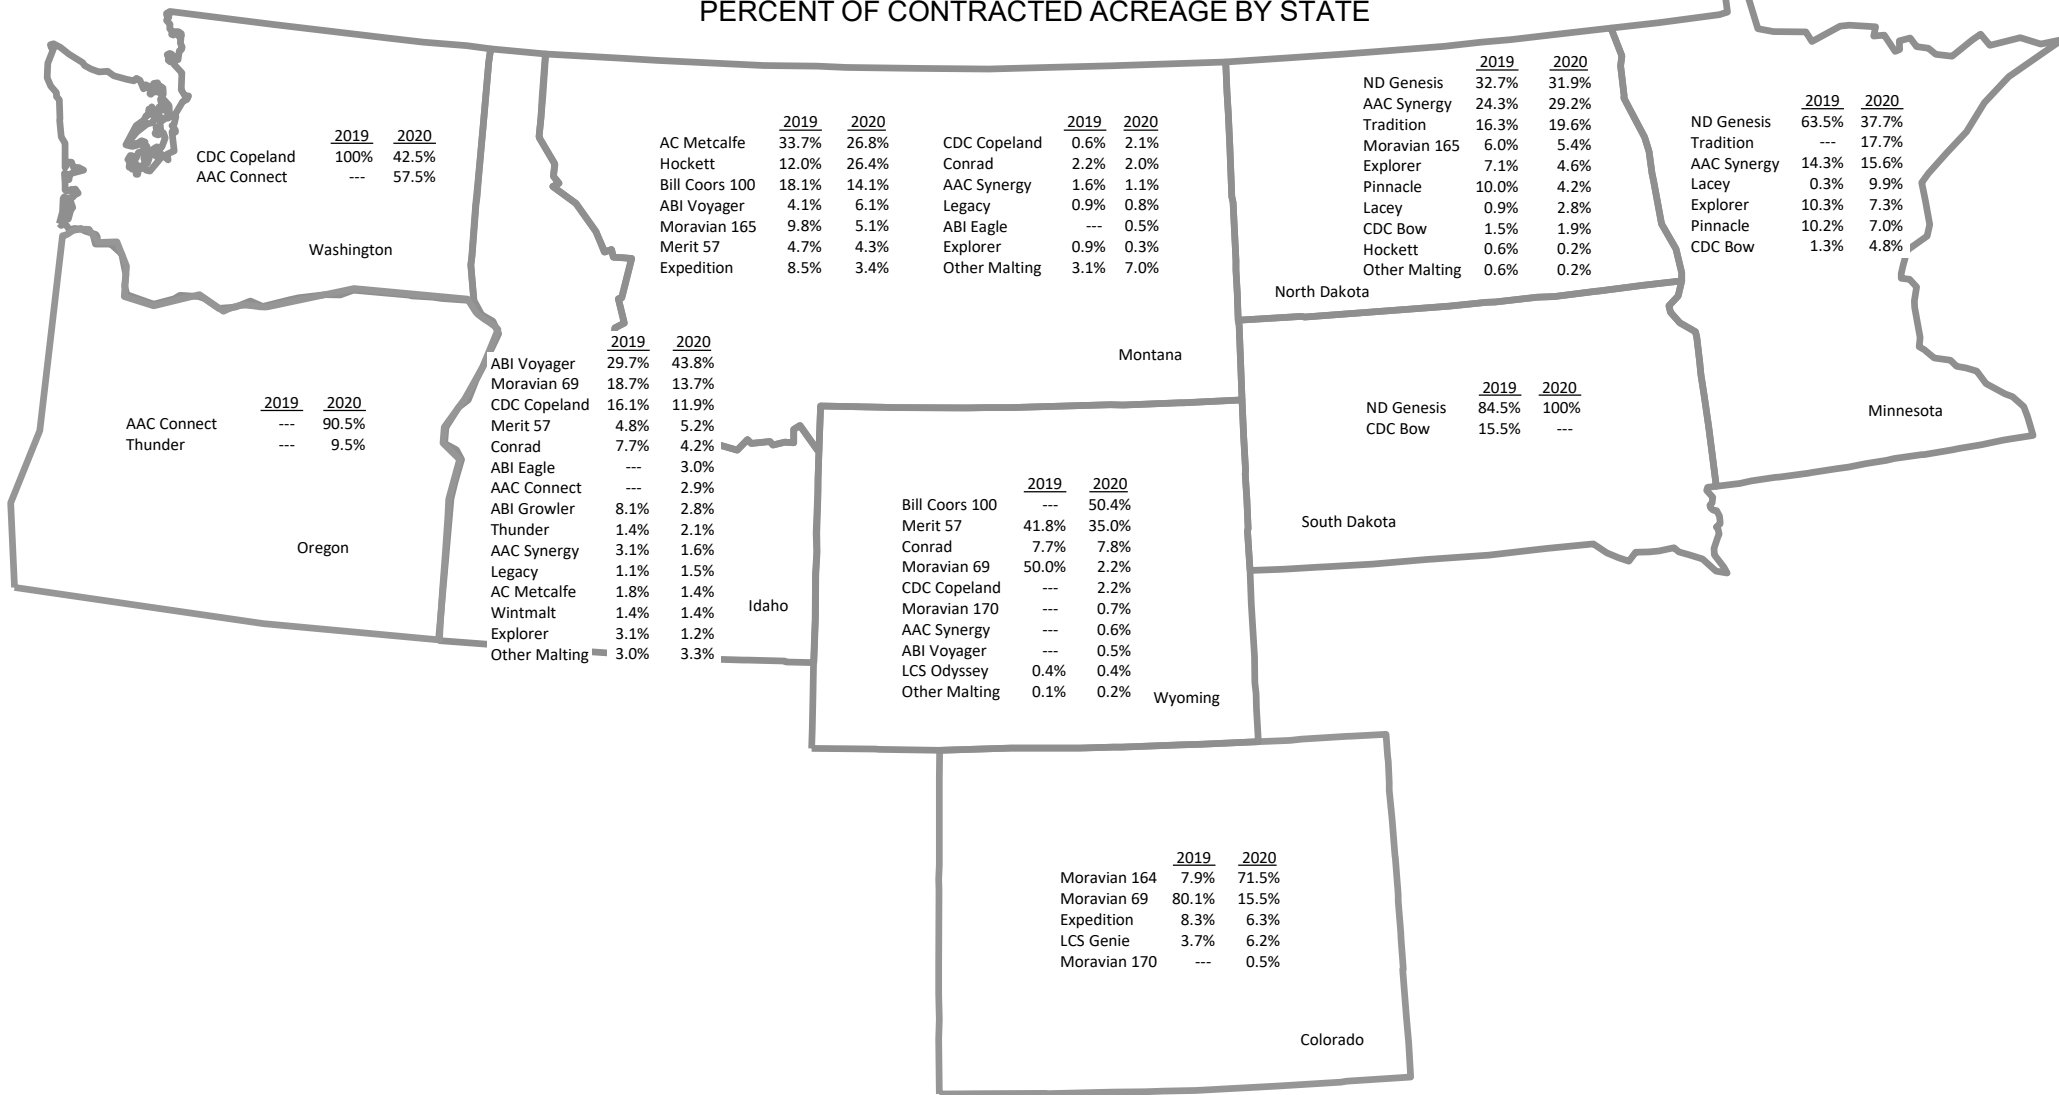 PERCENT OF CONTRACTED ACREAGE BY STATE
2019 2020
CDC Copeland 100% 42.5%
AAC Connect --- 57.5%
Washington
2019 2020
AC Metcalfe 33.7% 26.8%
Hockett 12.0% 26.4%
Bill Coors 100 18.1% 14.1%
ABI Voyager 4.1% 6.1%
Moravian 165 9.8% 5.1%
Merit 57 4.7% 4.3%
Expedition 8.5% 3.4%
2019 2020
CDC Copeland 0.6% 2.1%
Conrad 2.2% 2.0%
AAC Synergy 1.6% 1.1%
Legacy 0.9% 0.8%
ABI Eagle --- 0.5%
Explorer 0.9% 0.3%
Other Malting 3.1% 7.0%
Montana
2019 2020
ND Genesis 32.7% 31.9%
AAC Synergy 24.3% 29.2%
Tradition 16.3% 19.6%
Moravian 165 6.0% 5.4%
Explorer 7.1% 4.6%
Pinnacle 10.0% 4.2%
Lacey 0.9% 2.8%
CDC Bow 1.5% 1.9%
Hockett 0.6% 0.2%
Other Malting 0.6% 0.2%
North Dakota
2019 2020
ND Genesis 63.5% 37.7%
Tradition --- 17.7%
AAC Synergy 14.3% 15.6%
Lacey 0.3% 9.9%
Explorer 10.3% 7.3%
Pinnacle 10.2% 7.0%
CDC Bow 1.3% 4.8%
Minnesota
2019 2020
AAC Connect --- 90.5%
Thunder --- 9.5%
Oregon
2019 2020
ABI Voyager 29.7% 43.8%
Moravian 69 18.7% 13.7%
CDC Copeland 16.1% 11.9%
Merit 57 4.8% 5.2%
Conrad 7.7% 4.2%
ABI Eagle --- 3.0%
AAC Connect --- 2.9%
ABI Growler 8.1% 2.8%
Thunder 1.4% 2.1%
AAC Synergy 3.1% 1.6%
Legacy 1.1% 1.5%
AC Metcalfe 1.8% 1.4%
Wintmalt 1.4% 1.4%
Explorer 3.1% 1.2%
Other Malting 3.0% 3.3%
Idaho
2019 2020
ND Genesis 84.5% 100%
CDC Bow 15.5% ---
South Dakota
2019 2020
Bill Coors 100 --- 50.4%
Merit 57 41.8% 35.0%
Conrad 7.7% 7.8%
Moravian 69 50.0% 2.2%
CDC Copeland --- 2.2%
Moravian 170 --- 0.7%
AAC Synergy --- 0.6%
ABI Voyager --- 0.5%
LCS Odyssey 0.4% 0.4%
Other Malting 0.1% 0.2%
Wyoming
2019 2020
Moravian 164 7.9% 71.5%
Moravian 69 80.1% 15.5%
Expedition 8.3% 6.3%
LCS Genie 3.7% 6.2%
Moravian 170 --- 0.5%
Colorado